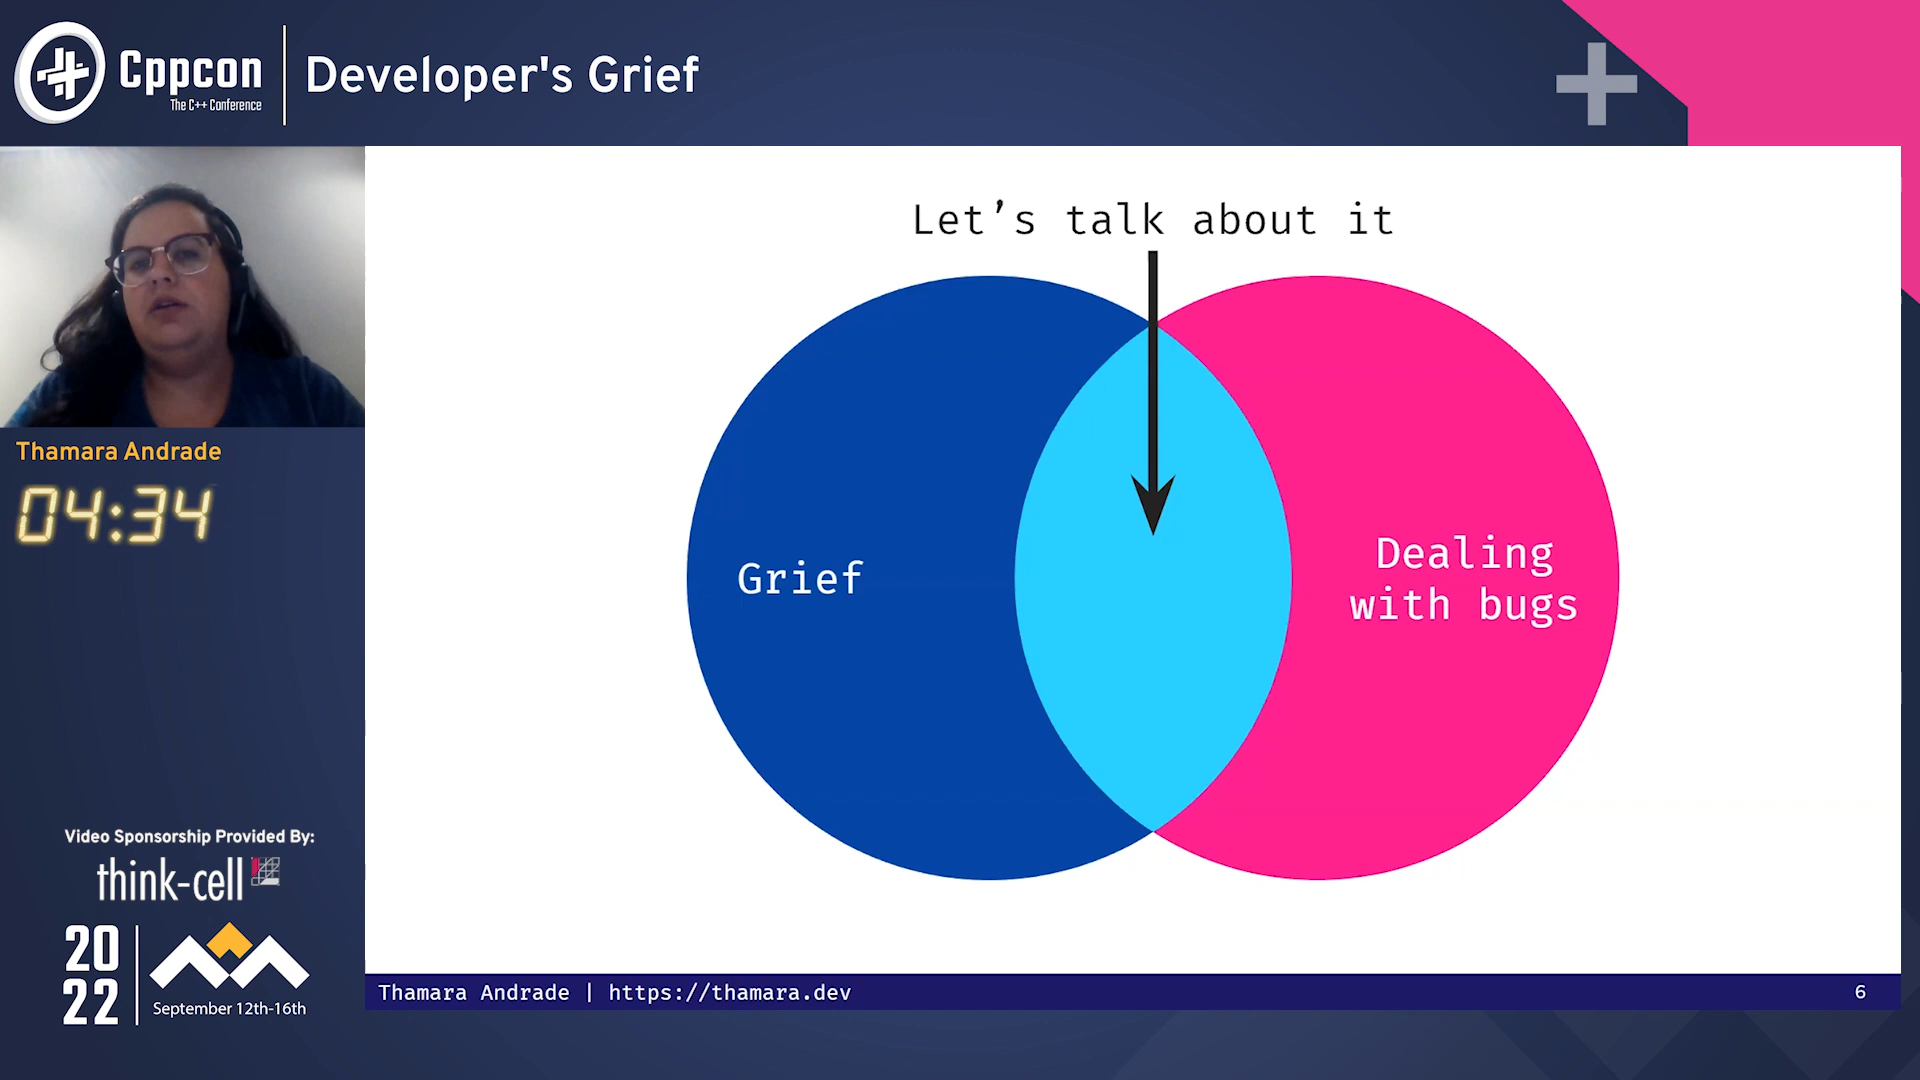 Cppcon
The C++ Conference
Developer's Grief
Let’s talk about it
Grief
Dealing
with bugs
Thamara Andrade
04:34
Video Sponsorship Provided By:
think-cell
20
22
September 12th-16th
Thamara Andrade | https://thamara.dev
6